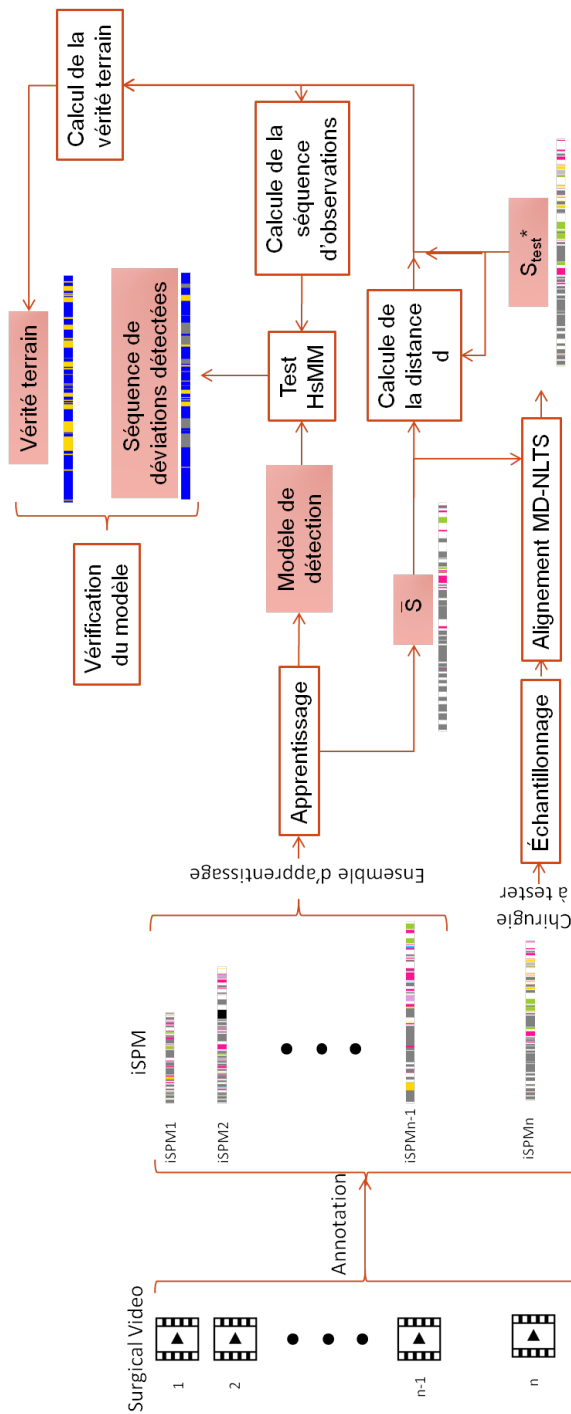 Surgical Video
1
2
n-1
n
Annotation
iSPM
iSPM1
iSPM2
iSPMn-1
iSPMn
Ensemble d'apprentissage
Chirugie
à tester
Apprentissage
Échantillonnage
Vérification
du modèle
Modèle de
détection
S̅
Alignement MD-NLTS
Vérité terrain
Séquence de
déviations détectées
Test
HsMM
Calcule de
la distance
d
Stest*
Calcul de la
vérité terrain
Calcule de la
séquence
d'observations